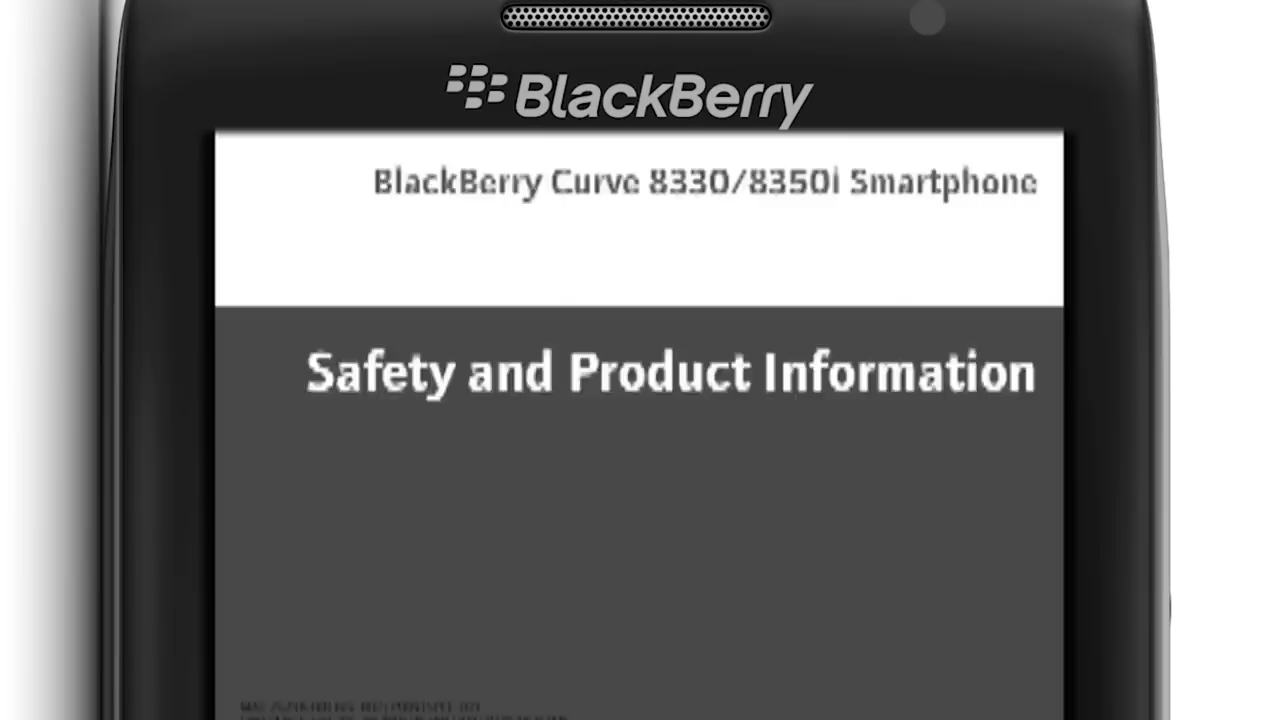 BlackBerry
BlackBerry Curve 8330/8350i Smartphone
Safety and Product Information